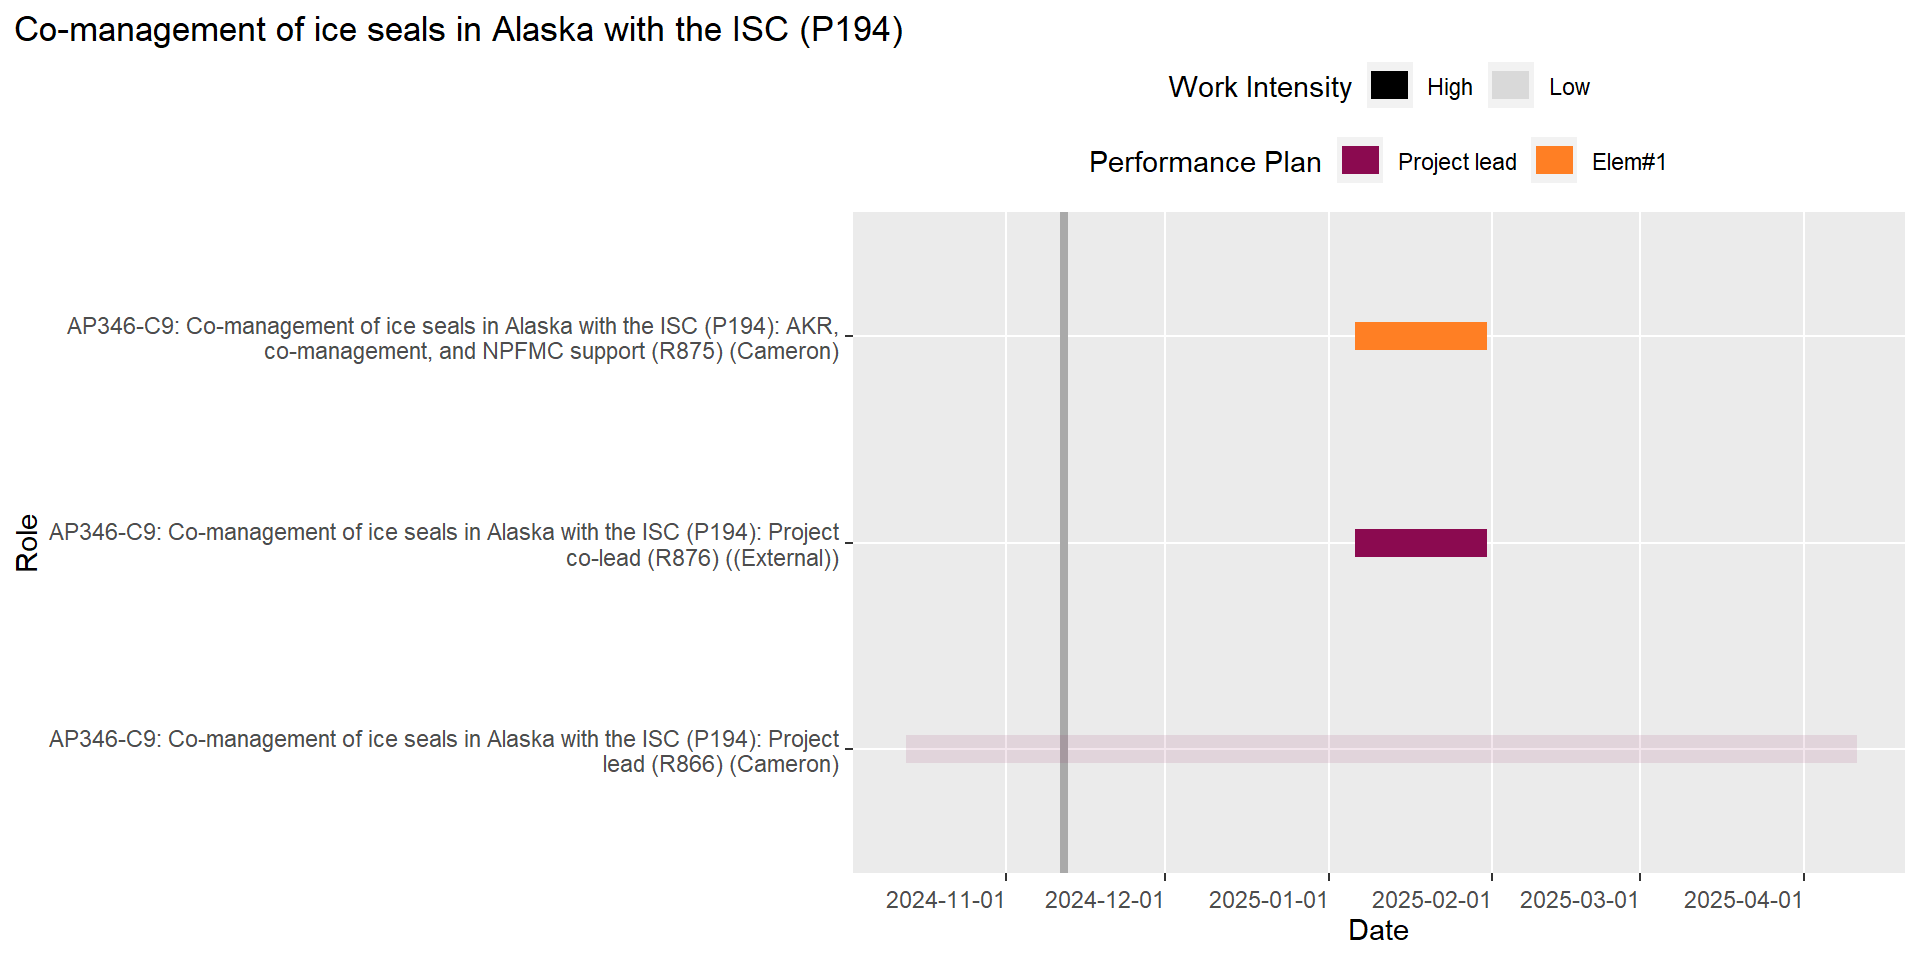 Co-management of ice seals in Alaska with the ISC (P194)
Work Intensity High Low
Performance Plan Project lead Elem#1
AP346-C9: Co-management of ice seals in Alaska with the ISC (P194): AKR,
co-management, and NPFMC support (R875) (Cameron)
Role
AP346-C9: Co-management of ice seals in Alaska with the ISC (P194): Project
co-lead (R876) ((External))
AP346-C9: Co-management of ice seals in Alaska with the ISC (P194): Project
lead (R866) (Cameron)
2024-11-01 2024-12-01 2025-01-01 2025-02-01 2025-03-01 2025-04-01
Date